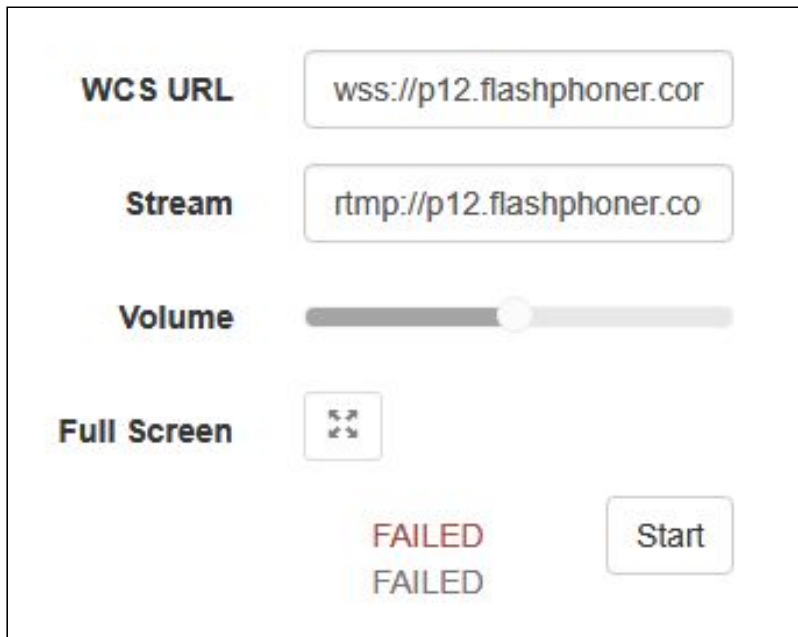 WCS URL wss://p12.flashphoner.cor
Stream rtmp://p12.flashphoner.co
Volume
Full Screen
FAILED Start
FAILED